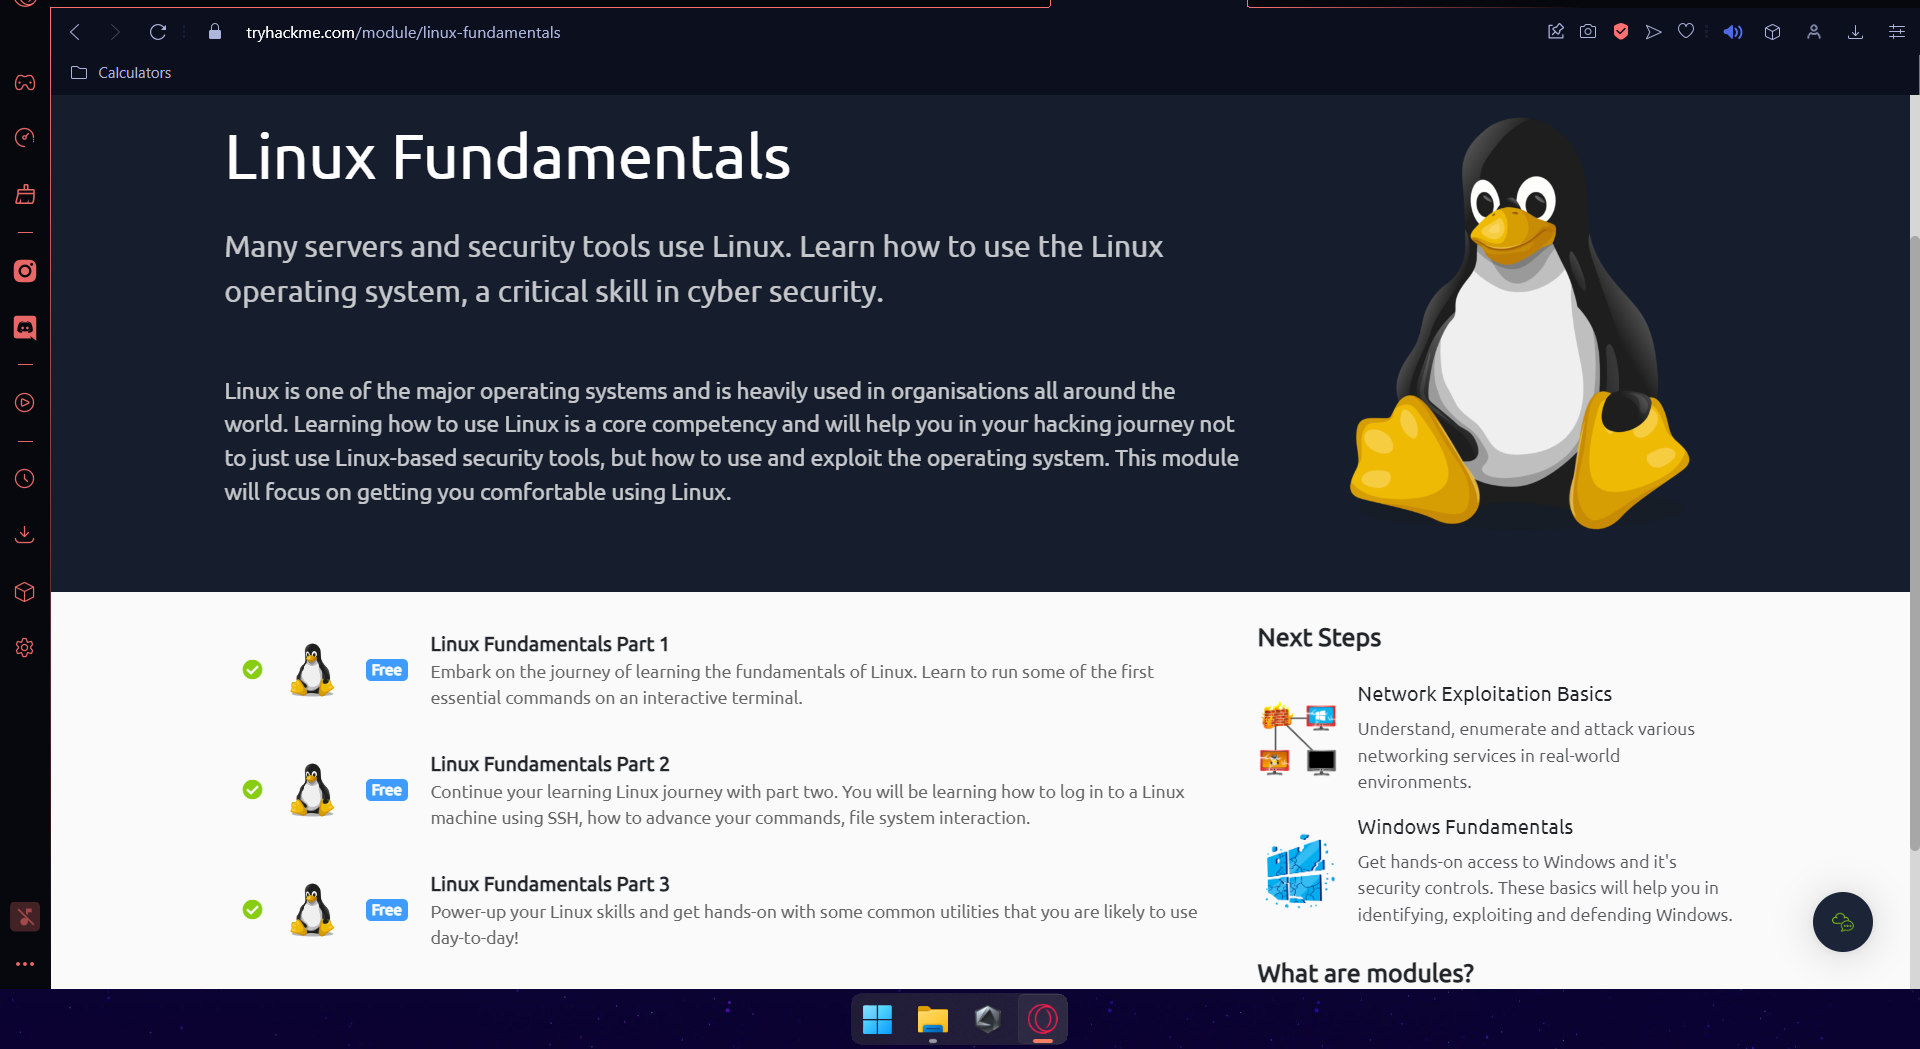 tryhackme.com/module/linux-fundamentals
Calculators
Linux Fundamentals
Many servers and security tools use Linux. Learn how to use the Linux
operating system, a critical skill in cyber security.
Linux is one of the major operating systems and is heavily used in organisations all around the
world. Learning how to use Linux is a core competency and will help you in your hacking journey not
to just use Linux-based security tools, but how to use and exploit the operating system. This module
will focus on getting you comfortable using Linux.
Linux Fundamentals Part 1
Free
Embark on the journey of learning the fundamentals of Linux. Learn to run some of the first
essential commands on an interactive terminal.
Linux Fundamentals Part 2
Free
Continue your learning Linux journey with part two. You will be learning how to log in to a Linux
machine using SSH, how to advance your commands, file system interaction.
Linux Fundamentals Part 3
Free
Power-up your Linux skills and get hands-on with some common utilities that you are likely to use
day-to-day!
Next Steps
Network Exploitation Basics
Understand, enumerate and attack various
networking services in real-world
environments.
Windows Fundamentals
Get hands-on access to Windows and it's
security controls. These basics will help you in
identifying, exploiting and defending Windows.
What are modules?